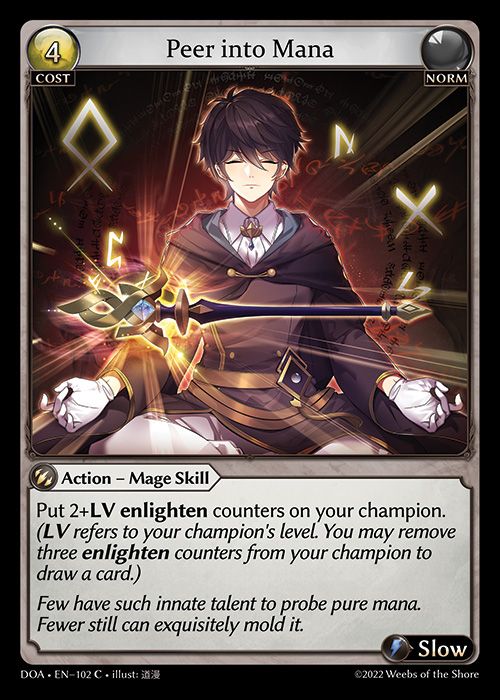 4
Peer into Mana
COST
NORM
Action – Mage Skill
Put 2+LV enlighten counters on your champion.
(LV refers to your champion's level. You may remove
three enlighten counters from your champion to
draw a card.)
Few have such innate talent to probe pure mana.
Fewer still can exquisitely mold it.
Slow
DOA • EN-102 C • illust: 道漫
©2022 Weebs of the Shore